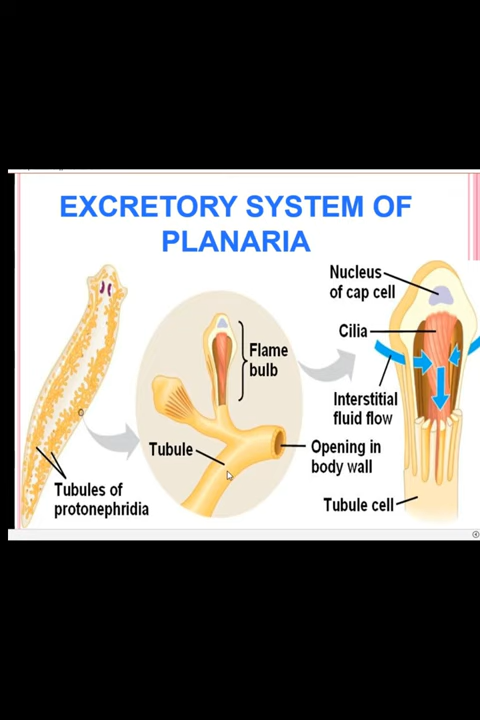 EXCRETORY SYSTEM OF
PLANARIA
Nucleus
of cap cell
Cilia
Flame
bulb
Interstitial
fluid flow
Tubule
Opening in
body wall
Tubules of
protonephridia
Tubule cell